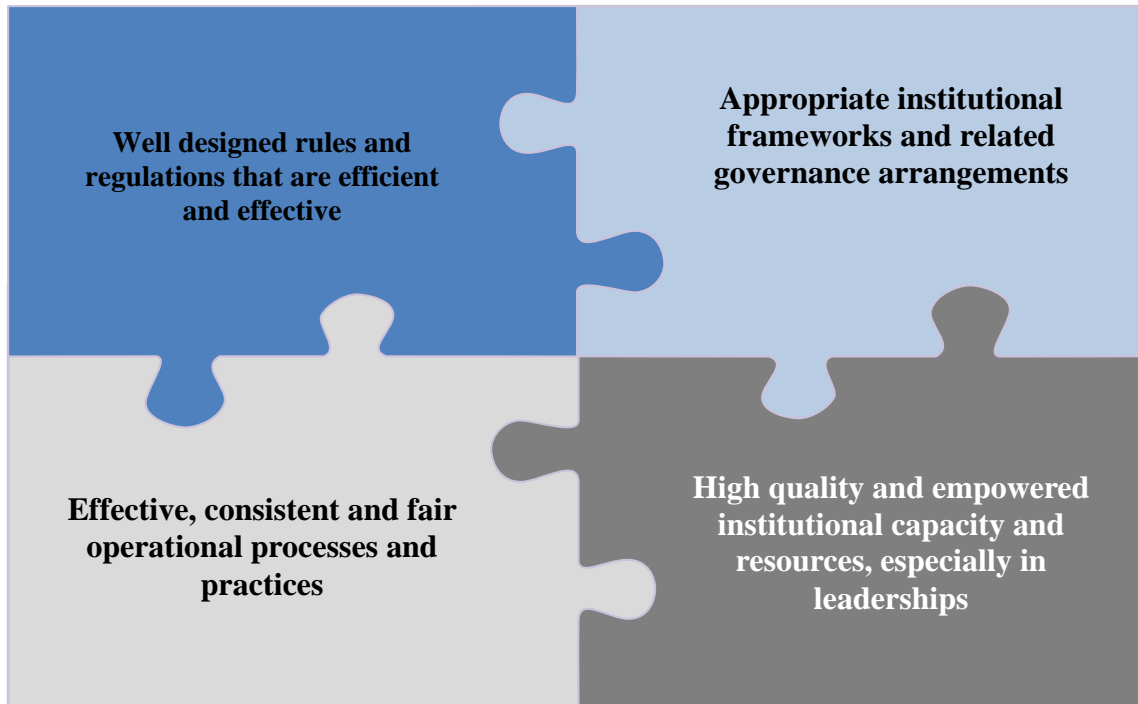 Well designed rules and
regulations that are efficient
and effective
Appropriate institutional
frameworks and related
governance arrangements
Effective, consistent and fair
operational processes and
practices
High quality and empowered
institutional capacity and
resources, especially in
leaderships